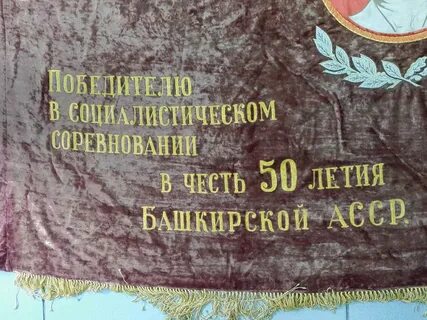 Победителю
в социалистическом
соревновании
в честь 50 летия
Башкирской АССР.